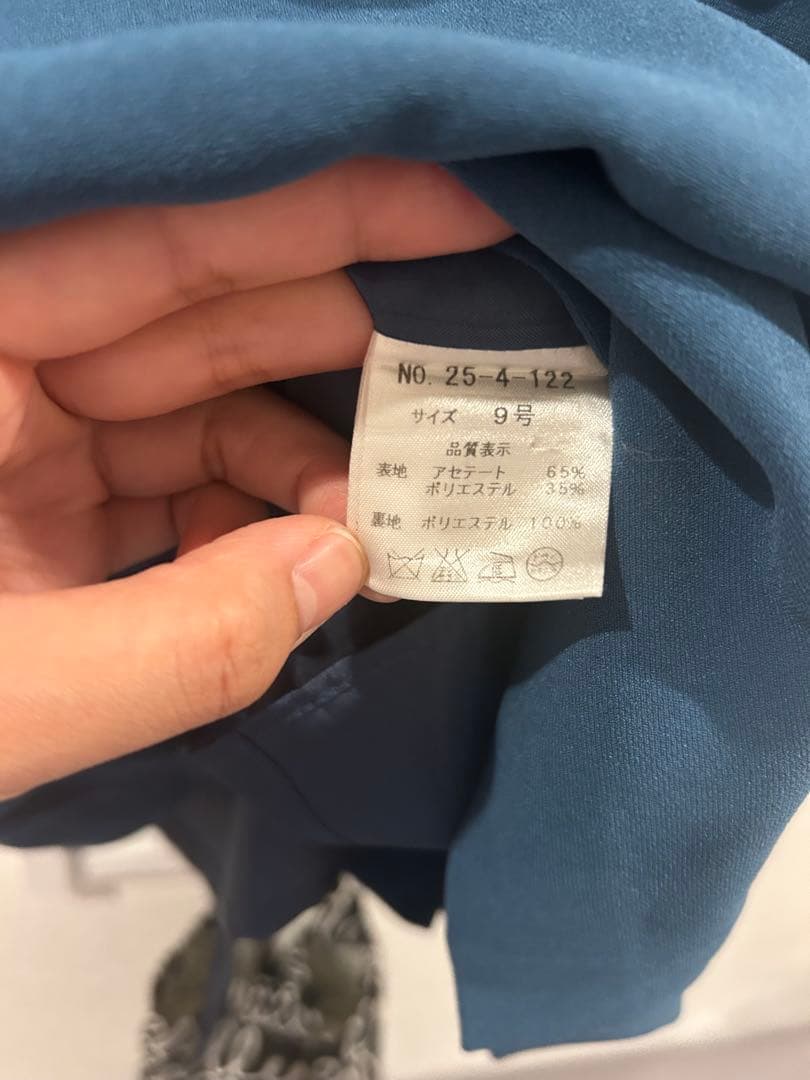 NO. 25-4-122
サイズ 9号
品質表示
表地 アセテート 65%
ポリエステル 35%
裏地 ポリエステル 100%